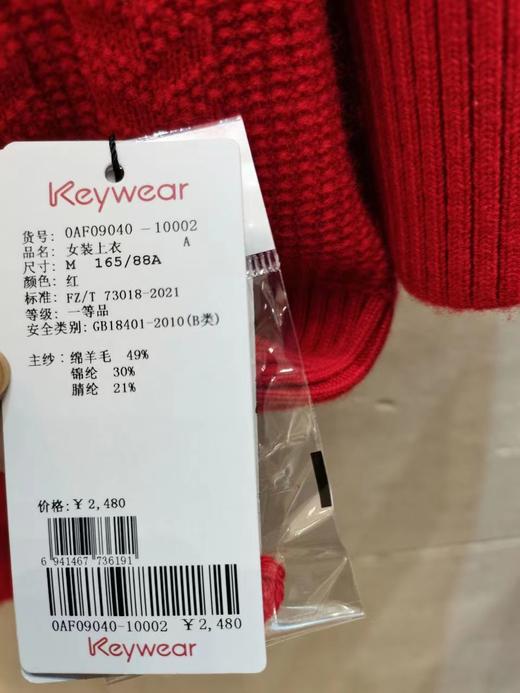 Keywear
货号: 0AF09040 -10002
A
品名: 女装上衣
尺寸: M 165/88A
颜色: 红
标准: FZ/T 73018-2021
等级: 一等品
安全类别: GB18401-2010(B类)
主纱: 绵羊毛 49%
锦纶 30%
腈纶 21%
价格: ¥ 2,480
6 941467 736191
0AF09040-10002 ¥ 2,480
Keywear